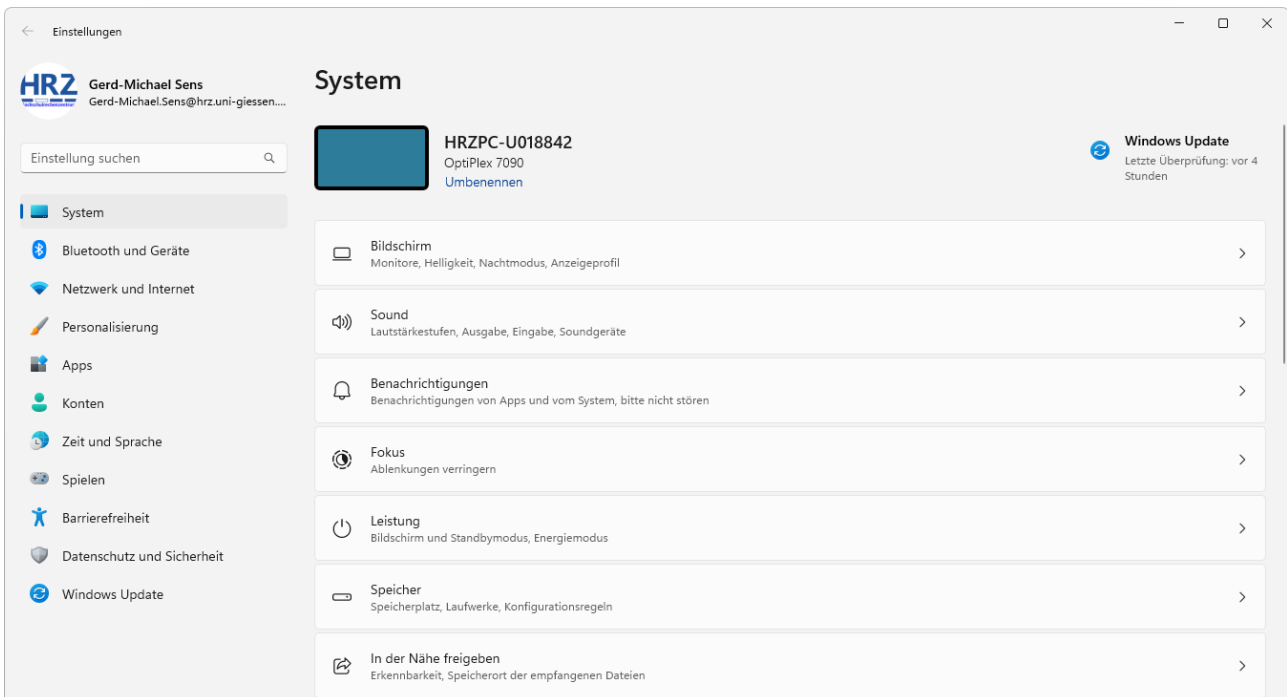 Einstellungen
HRZ
Gerd-Michael Sens
Gerd-Michael.Sens@hrz.uni-giessen....
Einstellung suchen
System
Bluetooth und Geräte
Netzwerk und Internet
Personalisierung
Apps
Konten
Zeit und Sprache
Spielen
Barrierefreiheit
Datenschutz und Sicherheit
Windows Update
System
HRZPC-U018842
OptiPlex 7090
Umbenennen
Windows Update
Letzte Überprüfung: vor 4
Stunden
Bildschirm
Monitore, Helligkeit, Nachtmodus, Anzeigeprofil
Sound
Lautstärkestufen, Ausgabe, Eingabe, Soundgeräte
Benachrichtigungen
Benachrichtigungen von Apps und vom System, bitte nicht stören
Fokus
Ablenkungen verringern
Leistung
Bildschirm und Standbymodus, Energiemodus
Speicher
Speicherplatz, Laufwerke, Konfigurationsregeln
In der Nähe freigeben
Erkennbarkeit, Speicherort der empfangenen Dateien